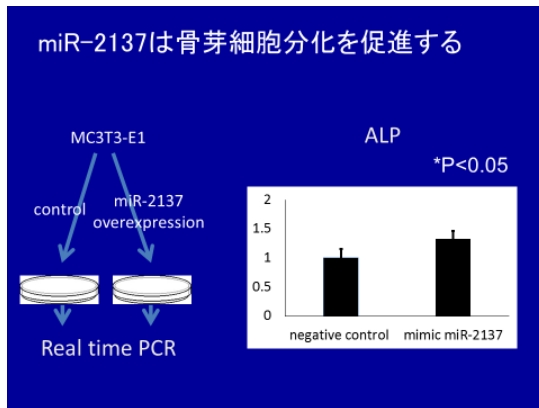 miR-2137は骨芽細胞分化を促進する
MC3T3-E1
control
miR-2137
overexpression
Real time PCR
ALP
*P<0.05
2
1.5
1
0.5
0
negative control
mimic miR-2137